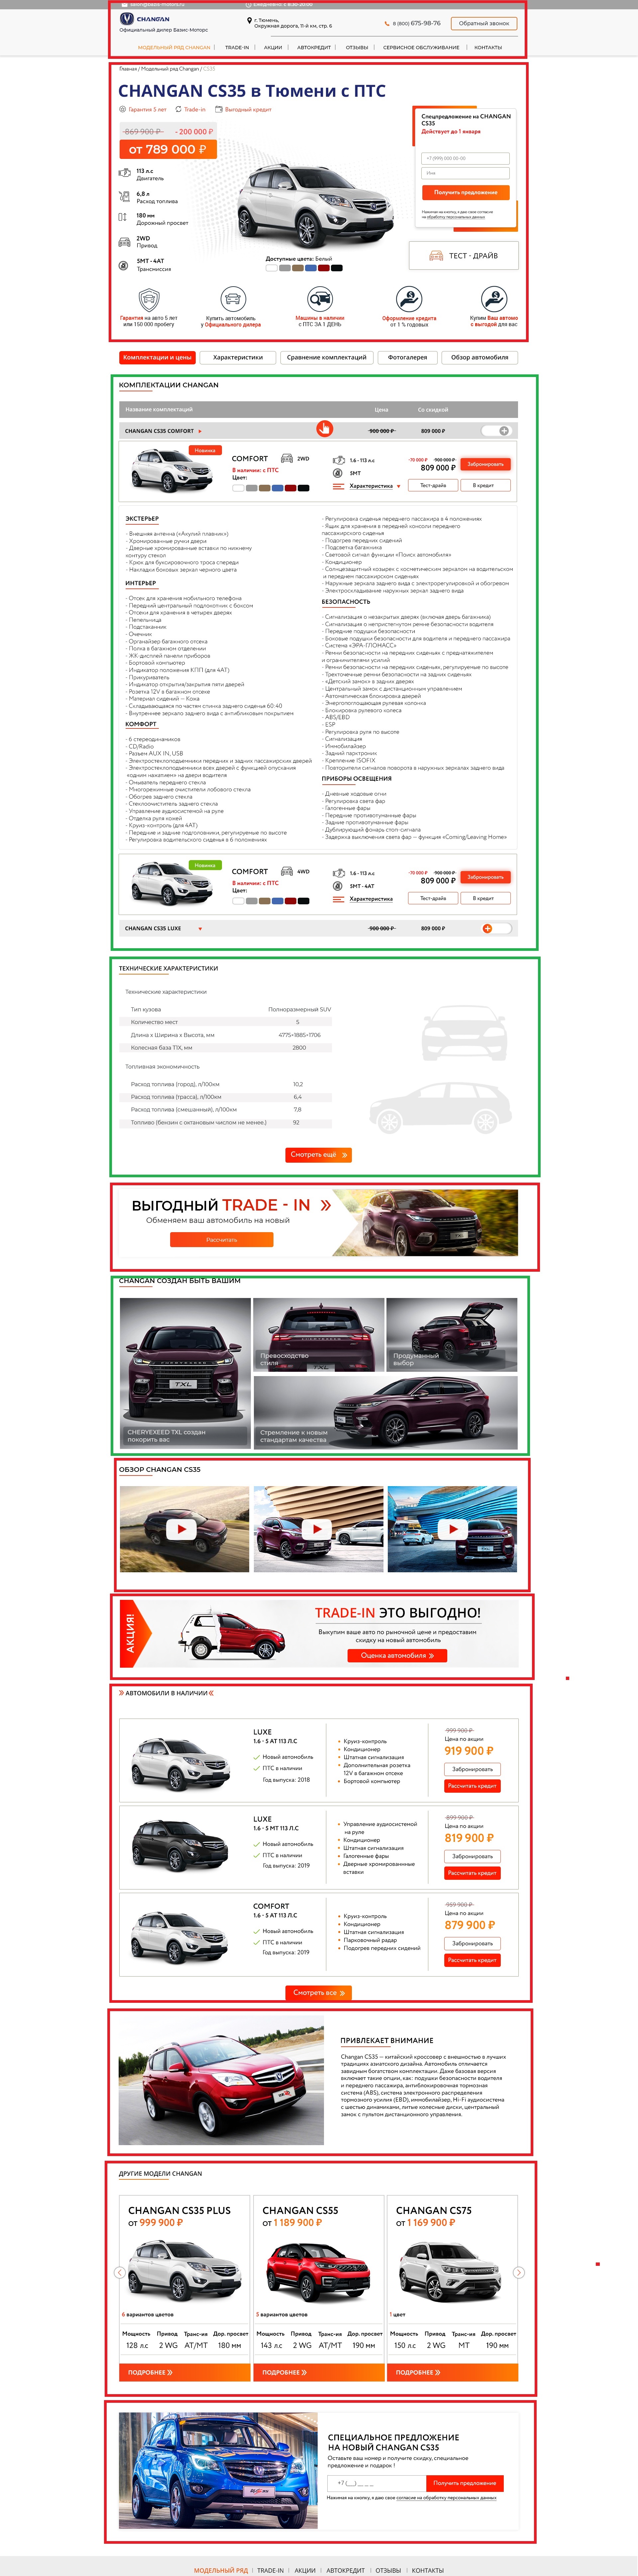 salon@bazis-motors.ru Ежедневно с 8:30-20:00
CHANGAN
Официальный дилер Базис-Моторс
г. Тюмень,
Окружная дорога, 11-й км, стр. 6
8 (800) 675-98-76
Обратный звонок
МОДЕЛЬНЫЙ РЯД CHANGAN | TRADE-IN | АКЦИИ | АВТОКРЕДИТ | ОТЗЫВЫ | СЕРВИСНОЕ ОБСЛУЖИВАНИЕ | КОНТАКТЫ
Главная / Модельный ряд Changan / CS35
CHANGAN CS35 в Тюмени с ПТС
Гарантия 5 лет Trade-in Выгодный кредит
869 900 ₽ - 200 000 ₽
от 789 000 ₽
113 л.с
Двигатель
6,8 л
Расход топлива
180 мм
Дорожный просвет
2WD
Привод
5MT - 4AT
Трансмиссия
Доступные цвета: Белый
Спецпредложение на CHANGAN
CS35
Действует до 1 января
+7 (999) 000 00-00
Имя
Получить предложение
Нажимая на кнопку, я даю своё согласие
на обработку персональных данных
ТЕСТ - ДРАЙВ
Гарантия на авто 5 лет
или 150 000 пробегу
Купить автомобиль
у Официального дилера
Машины в наличии
с ПТС ЗА 1 ДЕНЬ
Оформление кредита
от 1 % годовых
Купим Ваш автомо
с выгодой для вас
Комплектации и цены
Характеристики
Сравнение комплектаций
Фотогалерея
Обзор автомобиля
КОМПЛЕКТАЦИИ CHANGAN
Название комплектаций Цена Со скидкой
CHANGAN CS35 COMFORT 900 000 ₽ 809 000 ₽
Новинка
COMFORT 2WD
В наличии: с ПТС
Цвет:
1.6 - 113 л.с
5MT
Характеристика
-70 000 ₽ 900 000 ₽
809 000 ₽
Забронировать
Тест-драйв
В кредит
ЭКСТЕРЬЕР
- Внешняя антенна («Акулий плавник»)
- Хромированные ручки двери
- Дверные хромированные вставки по нижнему
контуру стекол
- Крюк для буксировочного троса спереди
- Накладки боковых зеркал черного цвета
ИНТЕРЬЕР
- Отсек для хранения мобильного телефона
- Передний центральный подлокотник с боксом
- Отсеки для хранения в четырех дверях
- Пепельница
- Подстаканник
- Очечник
- Органайзер багажного отсека
- Полка в багажном отделении
- ЖК-дисплей панели приборов
- Бортовой компьютер
- Индикатор положения КПП (для 4AT)
- Прикуриватель
- Индикатор открытия/закрытия пяти дверей
- Розетка 12V в багажном отсеке
- Материал сидений – Кожа
- Складывающаяся по частям спинка заднего сиденья 60:40
- Внутреннее зеркало заднего вида с антибликовым покрытием
КОМФОРТ
- 6 стереодинамиков
- CD/Radio
- Разъем AUX IN, USB
- Электростеклоподъемники передних и задних пассажирских дверей
- Электростеклоподъемники всех дверей с функцией опускания
«одним нажатием» на двери водителя
- Омыватель переднего стекла
- Многорежимные очистители лобового стекла
- Обогрев заднего стекла
- Стеклоочиститель заднего стекла
- Управление аудиосистемой на руле
- Отделка руля кожей
- Круиз-контроль (для 4AT)
- Передние и задние подголовники, регулируемые по высоте
- Регулировка водительского сиденья в 6 положениях
- Регулировка сиденья переднего пассажира в 4 положениях
- Ящик для хранения в передней консоли переднего
пассажирского сиденья
- Подогрев передних сидений
- Подсветка багажника
- Световой сигнал функции «Поиск автомобиля»
- Кондиционер
- Солнцезащитный козырек с косметическим зеркалом на водительском
и переднем пассажирском сиденьях
- Наружные зеркала заднего вида с электрорегулировкой и обогревом
- Электроскладывание наружных зеркал заднего вида
БЕЗОПАСНОСТЬ
- Сигнализация о незакрытых дверях (включая дверь багажника)
- Сигнализация о непристегнутом ремне безопасности водителя
- Передние подушки безопасности
- Боковые подушки безопасности для водителя и переднего пассажира
- Система «ЭРА-ГЛОНАСС»
- Ремни безопасности на передних сиденьях с преднатяжителем
и ограничителями усилий
- Ремни безопасности на передних сиденьях, регулируемые по высоте
- Трехточечные ремни безопасности на задних сиденьях
- «Детский замок» в задних дверях
- Центральный замок с дистанционным управлением
- Автоматическая блокировка дверей
- Энергопоглощающая рулевая колонка
- Блокировка рулевого колеса
- ABS/EBD
- ESP
- Регулировка руля по высоте
- Сигнализация
- Иммобилайзер
- Задний парктроник
- Крепление ISOFIX
- Повторители сигналов поворота в наружных зеркалах заднего вида
ПРИБОРЫ ОСВЕЩЕНИЯ
- Дневные ходовые огни
- Регулировка света фар
- Галогенные фары
- Передние противотуманные фары
- Задние противотуманные фары
- Дублирующий фонарь стоп-сигнала
- Задержка выключения света фар – функция «Coming/Leaving Home»
Новинка
COMFORT 4WD
В наличии: с ПТС
Цвет:
1.6 - 113 л.с
5MT - 4AT
Характеристика
-70 000 ₽ 900 000 ₽
809 000 ₽
Забронировать
Тест-драйв
В кредит
CHANGAN CS35 LUXE 900 000 ₽ 809 000 ₽
ТЕХНИЧЕСКИЕ ХАРАКТЕРИСТИКИ
Технические характеристики
Тип кузова Полноразмерный SUV
Количество мест 5
Длина x Ширина x Высота, мм 4775×1885×1706
Колесная база TIX, мм 2800
Топливная экономичность
Расход топлива (город), л/100км 10,2
Расход топлива (трасса), л/100км 6,4
Расход топлива (смешанный), л/100км 7,8
Топливо (бензин с октановым числом не менее,) 92
Смотреть ещё
ВЫГОДНЫЙ TRADE - IN
Обменяем ваш автомобиль на новый
Рассчитать
CHANGAN СОЗДАН БЫТЬ ВАШИМ
TXL
CHERYEXEED TXL создан
покорить вас
Превосходство
стиля
TXL
Продуманный
выбор
Стремление к новым
стандартам качества
ОБЗОР CHANGAN CS35
АКЦИЯ!
TRADE-IN ЭТО ВЫГОДНО!
Выкупим ваше авто по рыночной цене и предоставим
скидку на новый автомобиль
Оценка автомобиля
АВТОМОБИЛИ В НАЛИЧИИ
LUXE
1.6 - 5 AT 113 Л.С
Новый автомобиль
ПТС в наличии
Год выпуска: 2018
Круиз-контроль
Кондиционер
Штатная сигнализация
Дополнительная розетка
12V в багажном отсеке
Бортовой компьютер
999 900 ₽
Цена по акции
919 900 ₽
Забронировать
Рассчитать кредит
LUXE
1.6 - 5 MT 113 Л.С
Новый автомобиль
ПТС в наличии
Год выпуска: 2019
Управление аудиосистемой
на руле
Кондиционер
Штатная сигнализация
Галогенные фары
Дверные хромированнные
вставки
899 900 ₽
Цена по акции
819 900 ₽
Забронировать
Рассчитать кредит
COMFORT
1.6 - 5 AT 113 Л.С
Новый автомобиль
ПТС в наличии
Год выпуска: 2019
Круиз-контроль
Кондиционер
Штатная сигнализация
Парковочный радар
Подогрев передних сидений
959 900 ₽
Цена по акции
879 900 ₽
Забронировать
Рассчитать кредит
Смотреть все
ПРИВЛЕКАЕТ ВНИМАНИЕ
Changan CS35 — китайский кроссовер с внешностью в лучших
традициях азиатского дизайна. Автомобиль отличается
завидным богатством комплектации. Даже базовая версия
включает такие опции, как: подушки безопасности водителя
и переднего пассажира, антиблокировочная тормозная
система (ABS), система электронного распределения
тормозного усилия (EBD), иммобилайзер, Hi-Fi аудиосистема
с шестью динамиками, литые колесные диски, центральный
замок с пультом дистанционного управления.
ДРУГИЕ МОДЕЛИ CHANGAN
CHANGAN CS35 PLUS
ОТ 999 900 ₽
6 вариантов цветов
Мощность Привод Транс-ия Дор. просвет
128 л.с 2 WG AT/MT 180 мм
ПОДРОБНЕЕ
CHANGAN CS55
ОТ 1 189 900 ₽
5 вариантов цветов
Мощность Привод Транс-ия Дор. просвет
143 л.с 2 WG AT/MT 190 мм
ПОДРОБНЕЕ
CHANGAN CS75
ОТ 1 169 900 ₽
1 цвет
Мощность Привод Транс-ия Дор. просвет
150 л.с 2 WG MT 190 мм
ПОДРОБНЕЕ
СПЕЦИАЛЬНОЕ ПРЕДЛОЖЕНИЕ
НА НОВЫЙ CHANGAN CS35
Оставьте ваш номер и получите скидку, специальное
предложение и подарок !
+7 (__) __ _ _
Получить предложение
Нажимая на кнопку, я даю свое согласие на обработку персональных данных
МОДЕЛЬНЫЙ РЯД | TRADE-IN | АКЦИИ | АВТОКРЕДИТ | ОТЗЫВЫ | КОНТАКТЫ